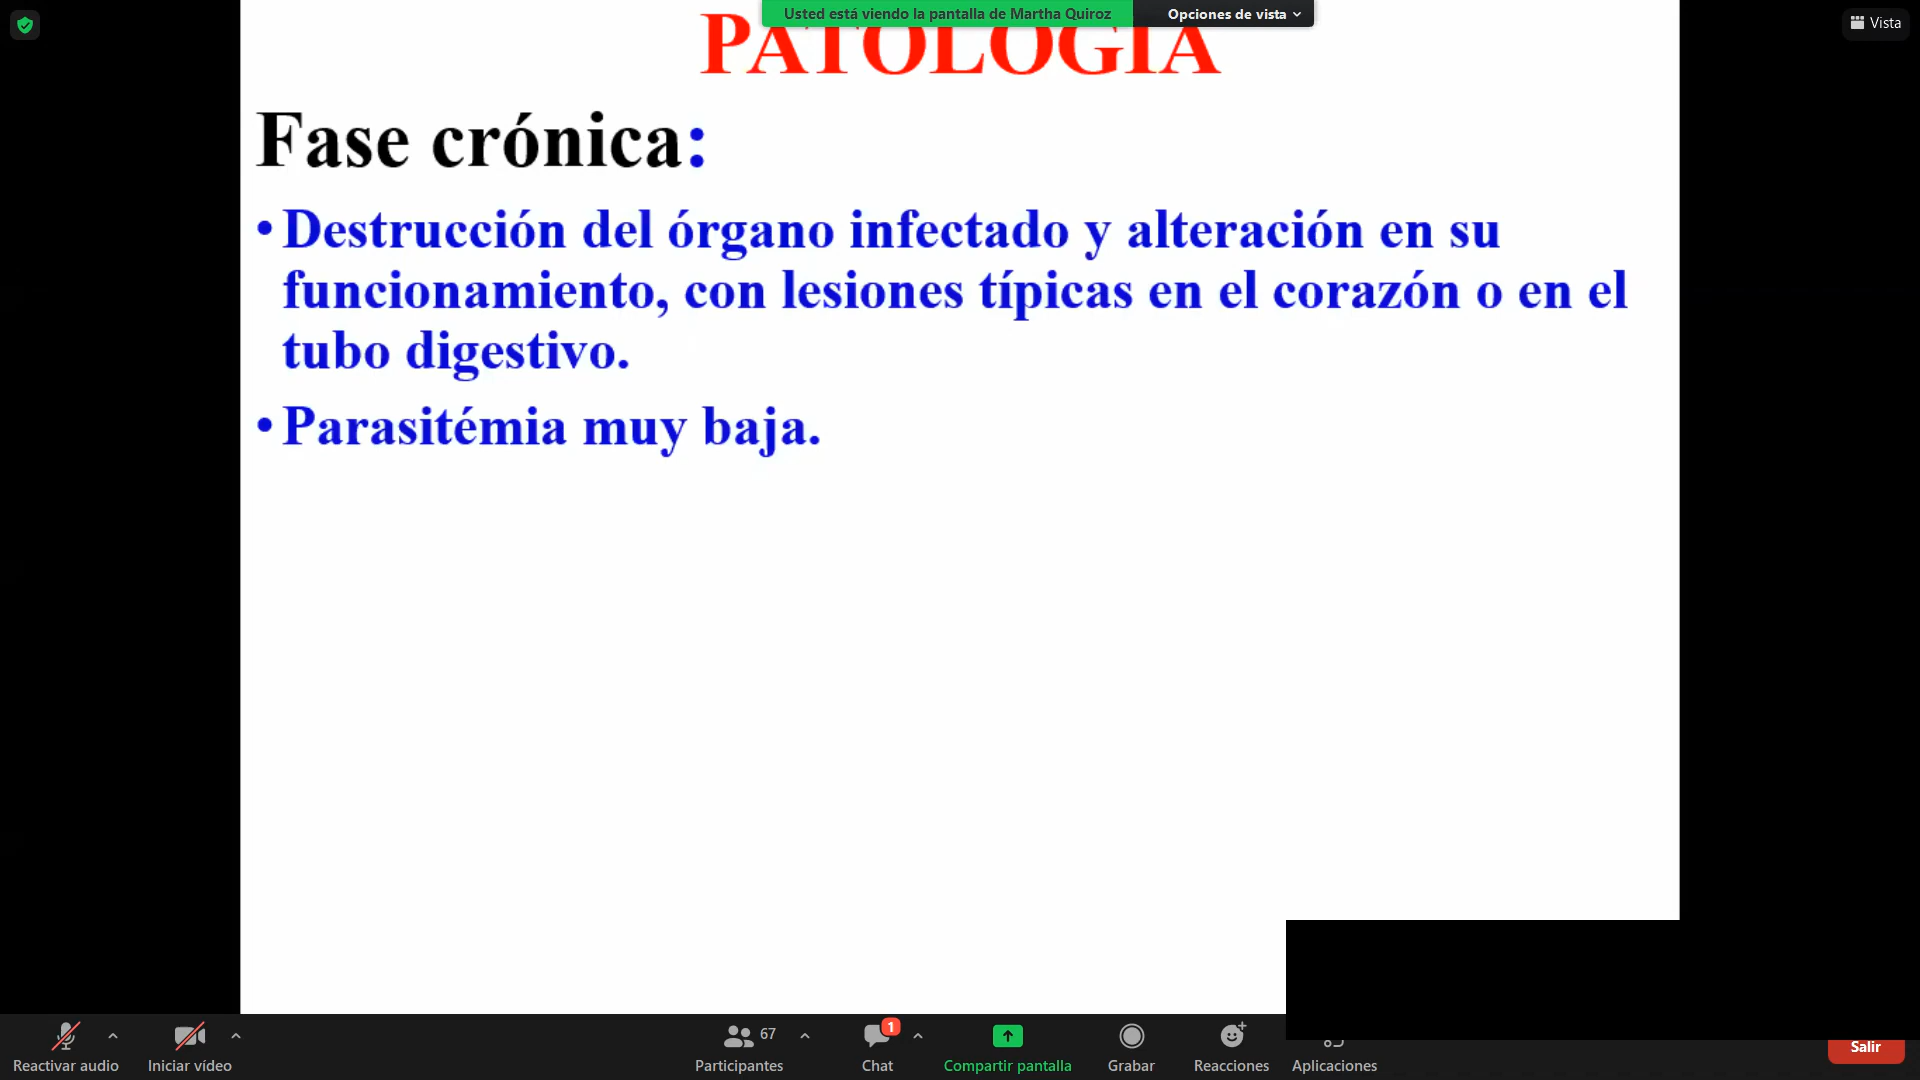 Usted está viendo la pantalla de Martha Quiroz
Opciones de vista
Vista
PATOLOGÍA
Fase crónica:
• Destrucción del órgano infectado y alteración en su
funcionamiento, con lesiones típicas en el corazón o en el
tubo digestivo.
• Parasitémia muy baja.
67
1
Reactivar audio
Iniciar vídeo
Participantes
Chat
Compartir pantalla
Grabar
Reacciones
Aplicaciones
Salir